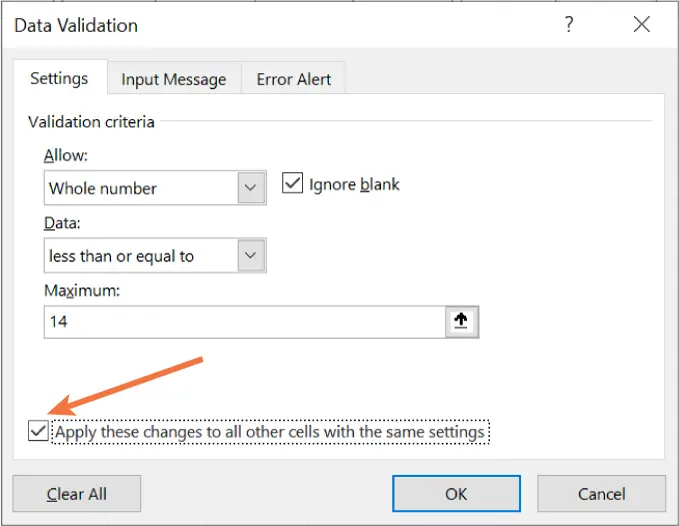 Data Validation ?
Settings Input Message Error Alert
Validation criteria
Allow:
Whole number Ignore blank
Data:
less than or equal to
Maximum:
14
Apply these changes to all other cells with the same settings
Clear All OK Cancel